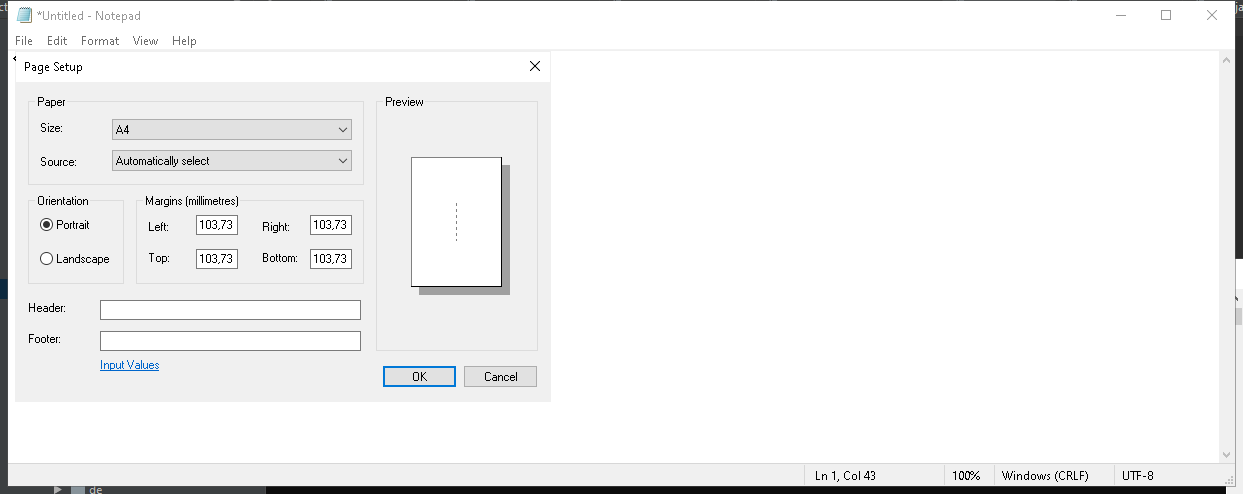 *Untitled - Notepad
File Edit Format View Help
Page Setup
Paper
Size: A4
Source: Automatically select
Preview
Orientation
Portrait
Landscape
Margins (millimetres)
Left: 103,73 Right: 103,73
Top: 103,73 Bottom: 103,73
Header:
Footer:
Input Values
OK Cancel
Ln 1, Col 43 100% Windows (CRLF) UTF-8
de